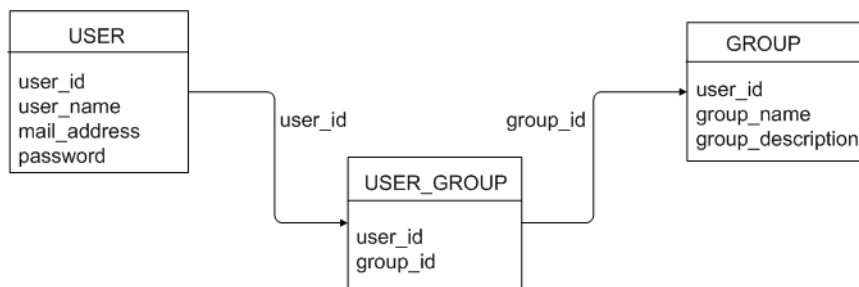 USER
user_id
user_name
mail_address
password
user_id
USER_GROUP
user_id
group_id
group_id
GROUP
user_id
group_name
group_description